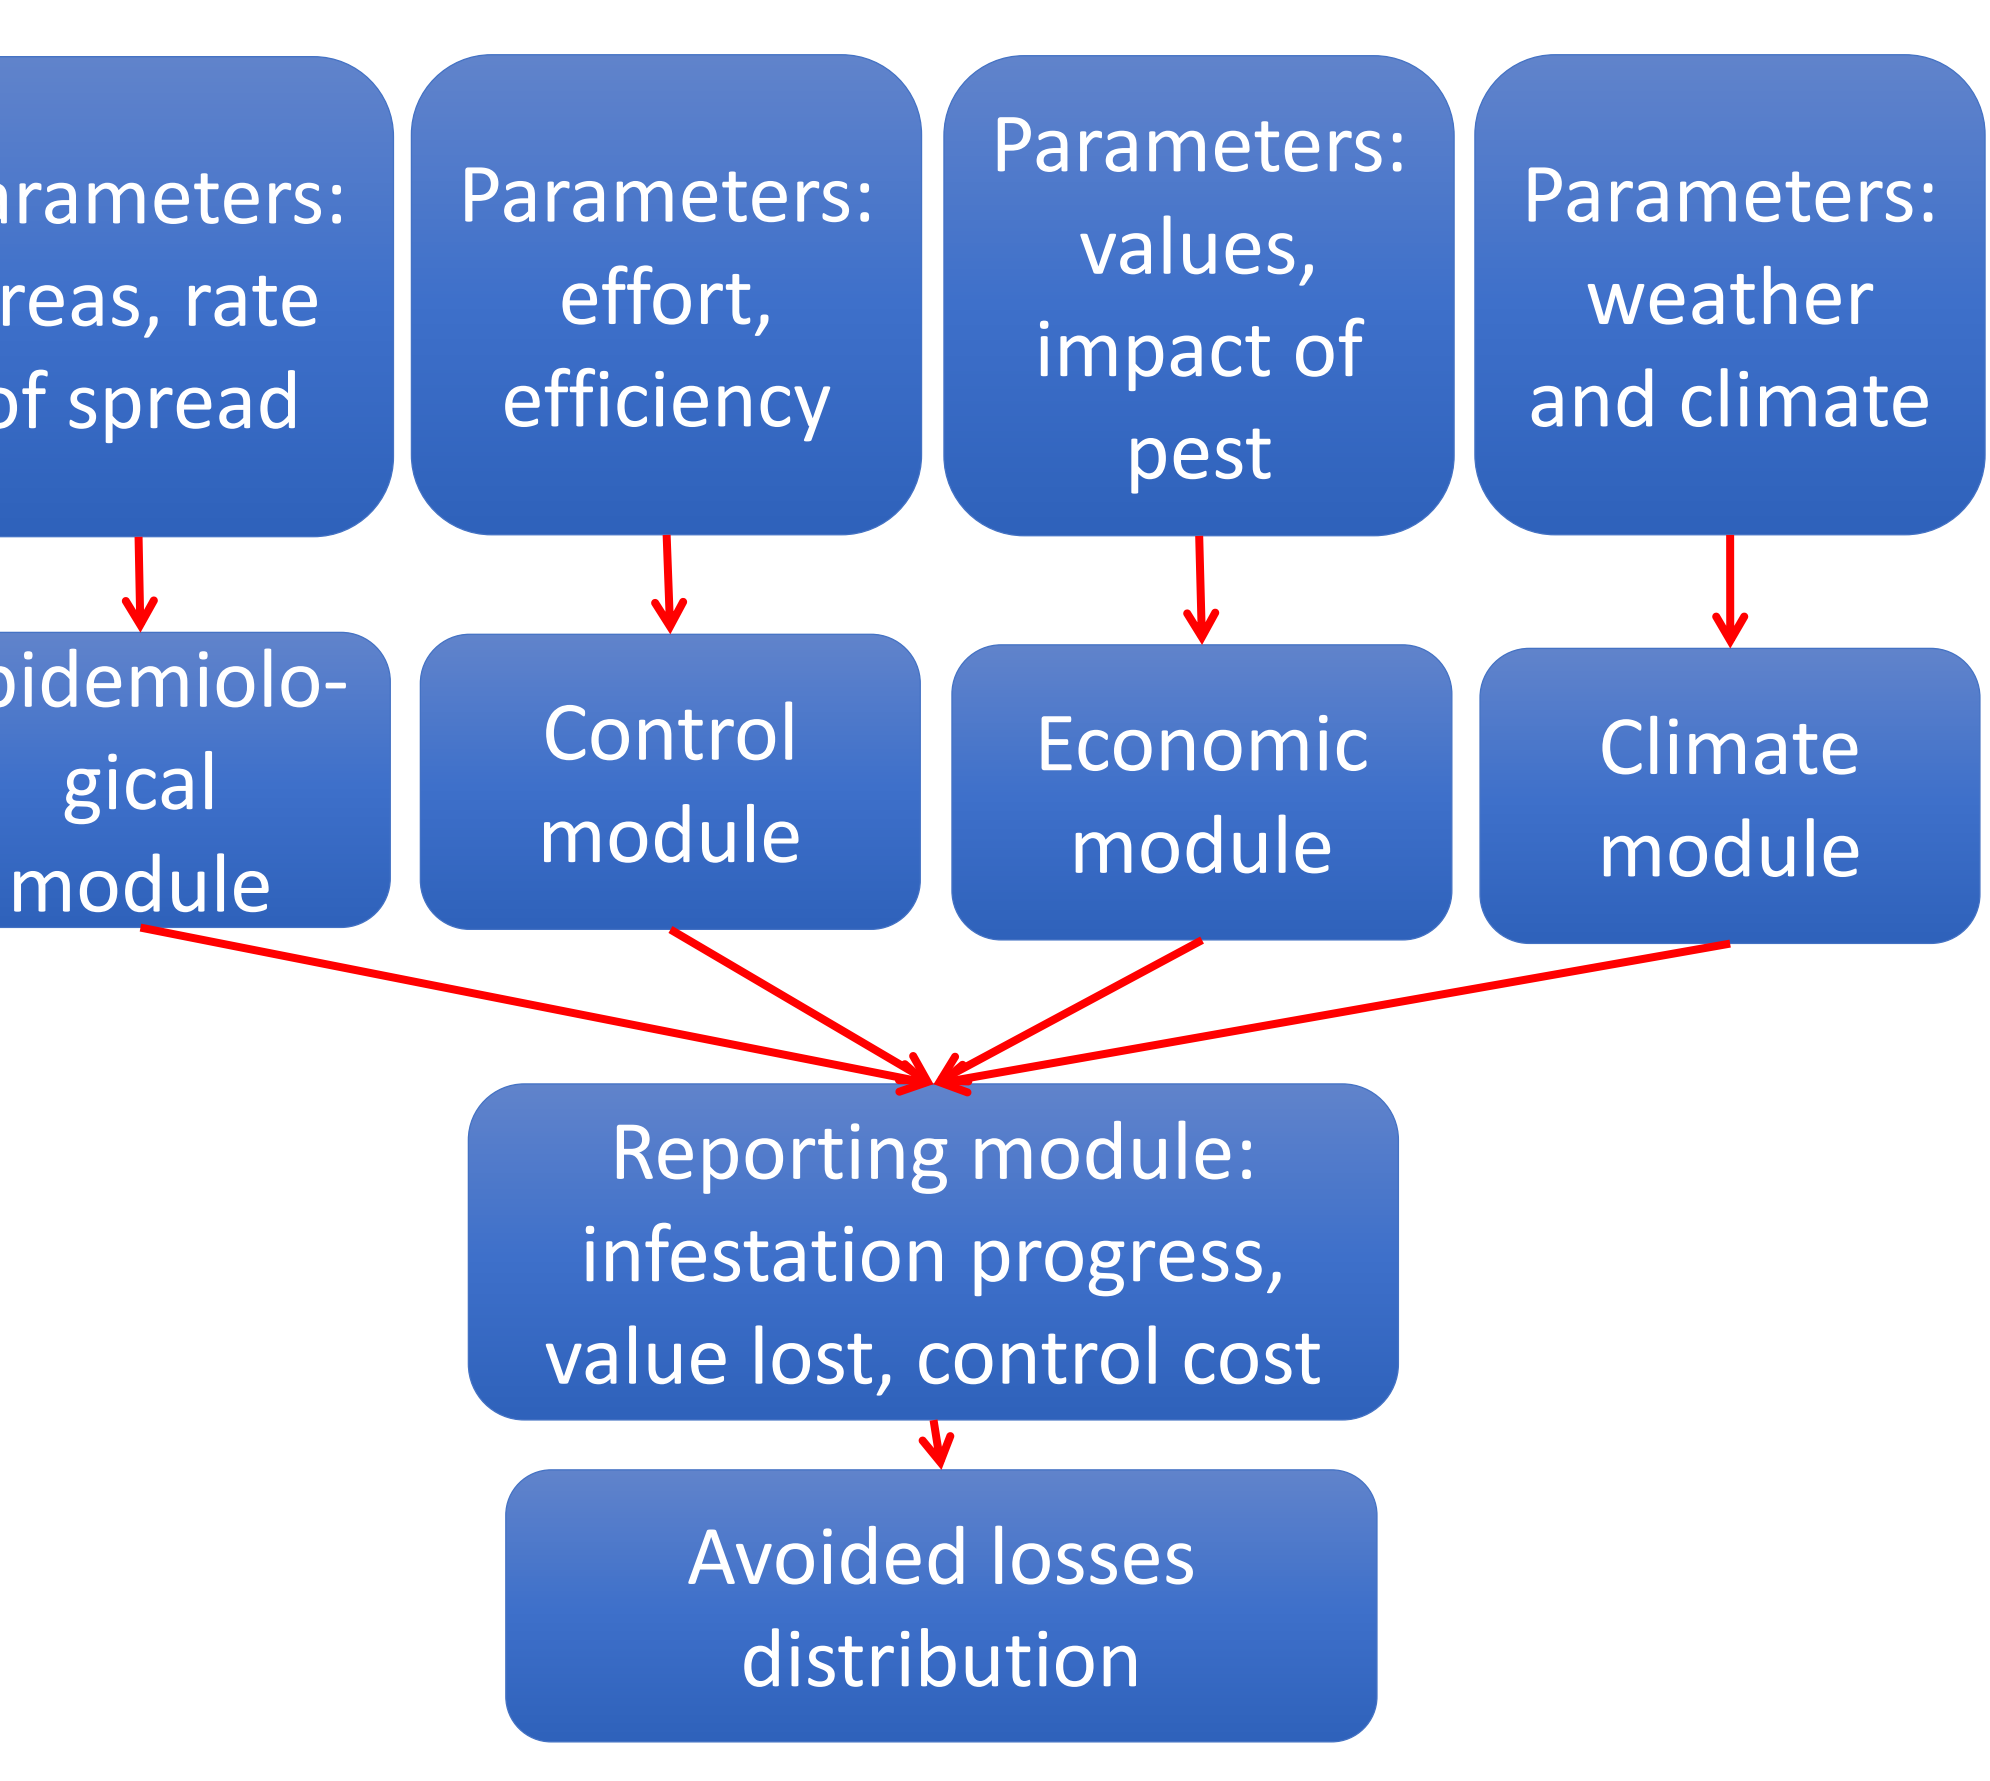 arameters:
reas, rate
of spread
Parameters:
effort,
efficiency
Parameters:
values,
impact of
pest
Parameters:
weather
and climate
pidemiolo-
gical
module
Control
module
Economic
module
Climate
module
Reporting module:
infestation progress,
value lost, control cost
Avoided losses
distribution